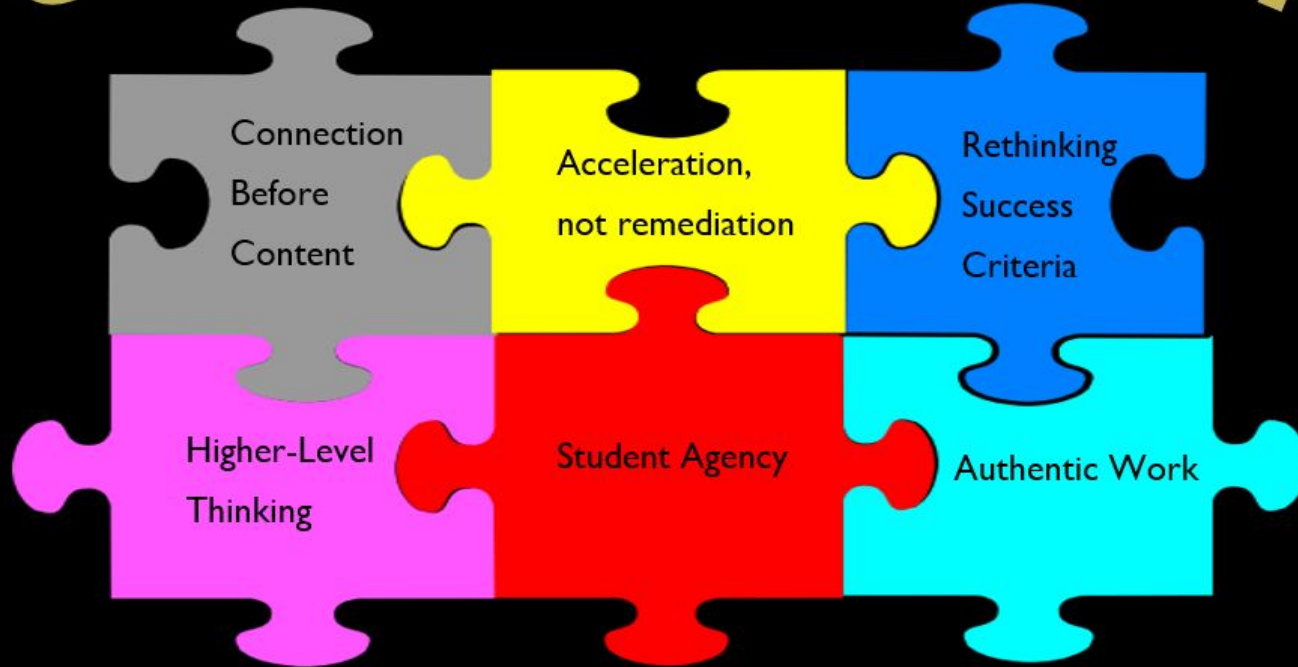 Connection
Before
Content
Acceleration,
not remediation
Rethinking
Success
Criteria
Higher-Level
Thinking
Student Agency
Authentic Work